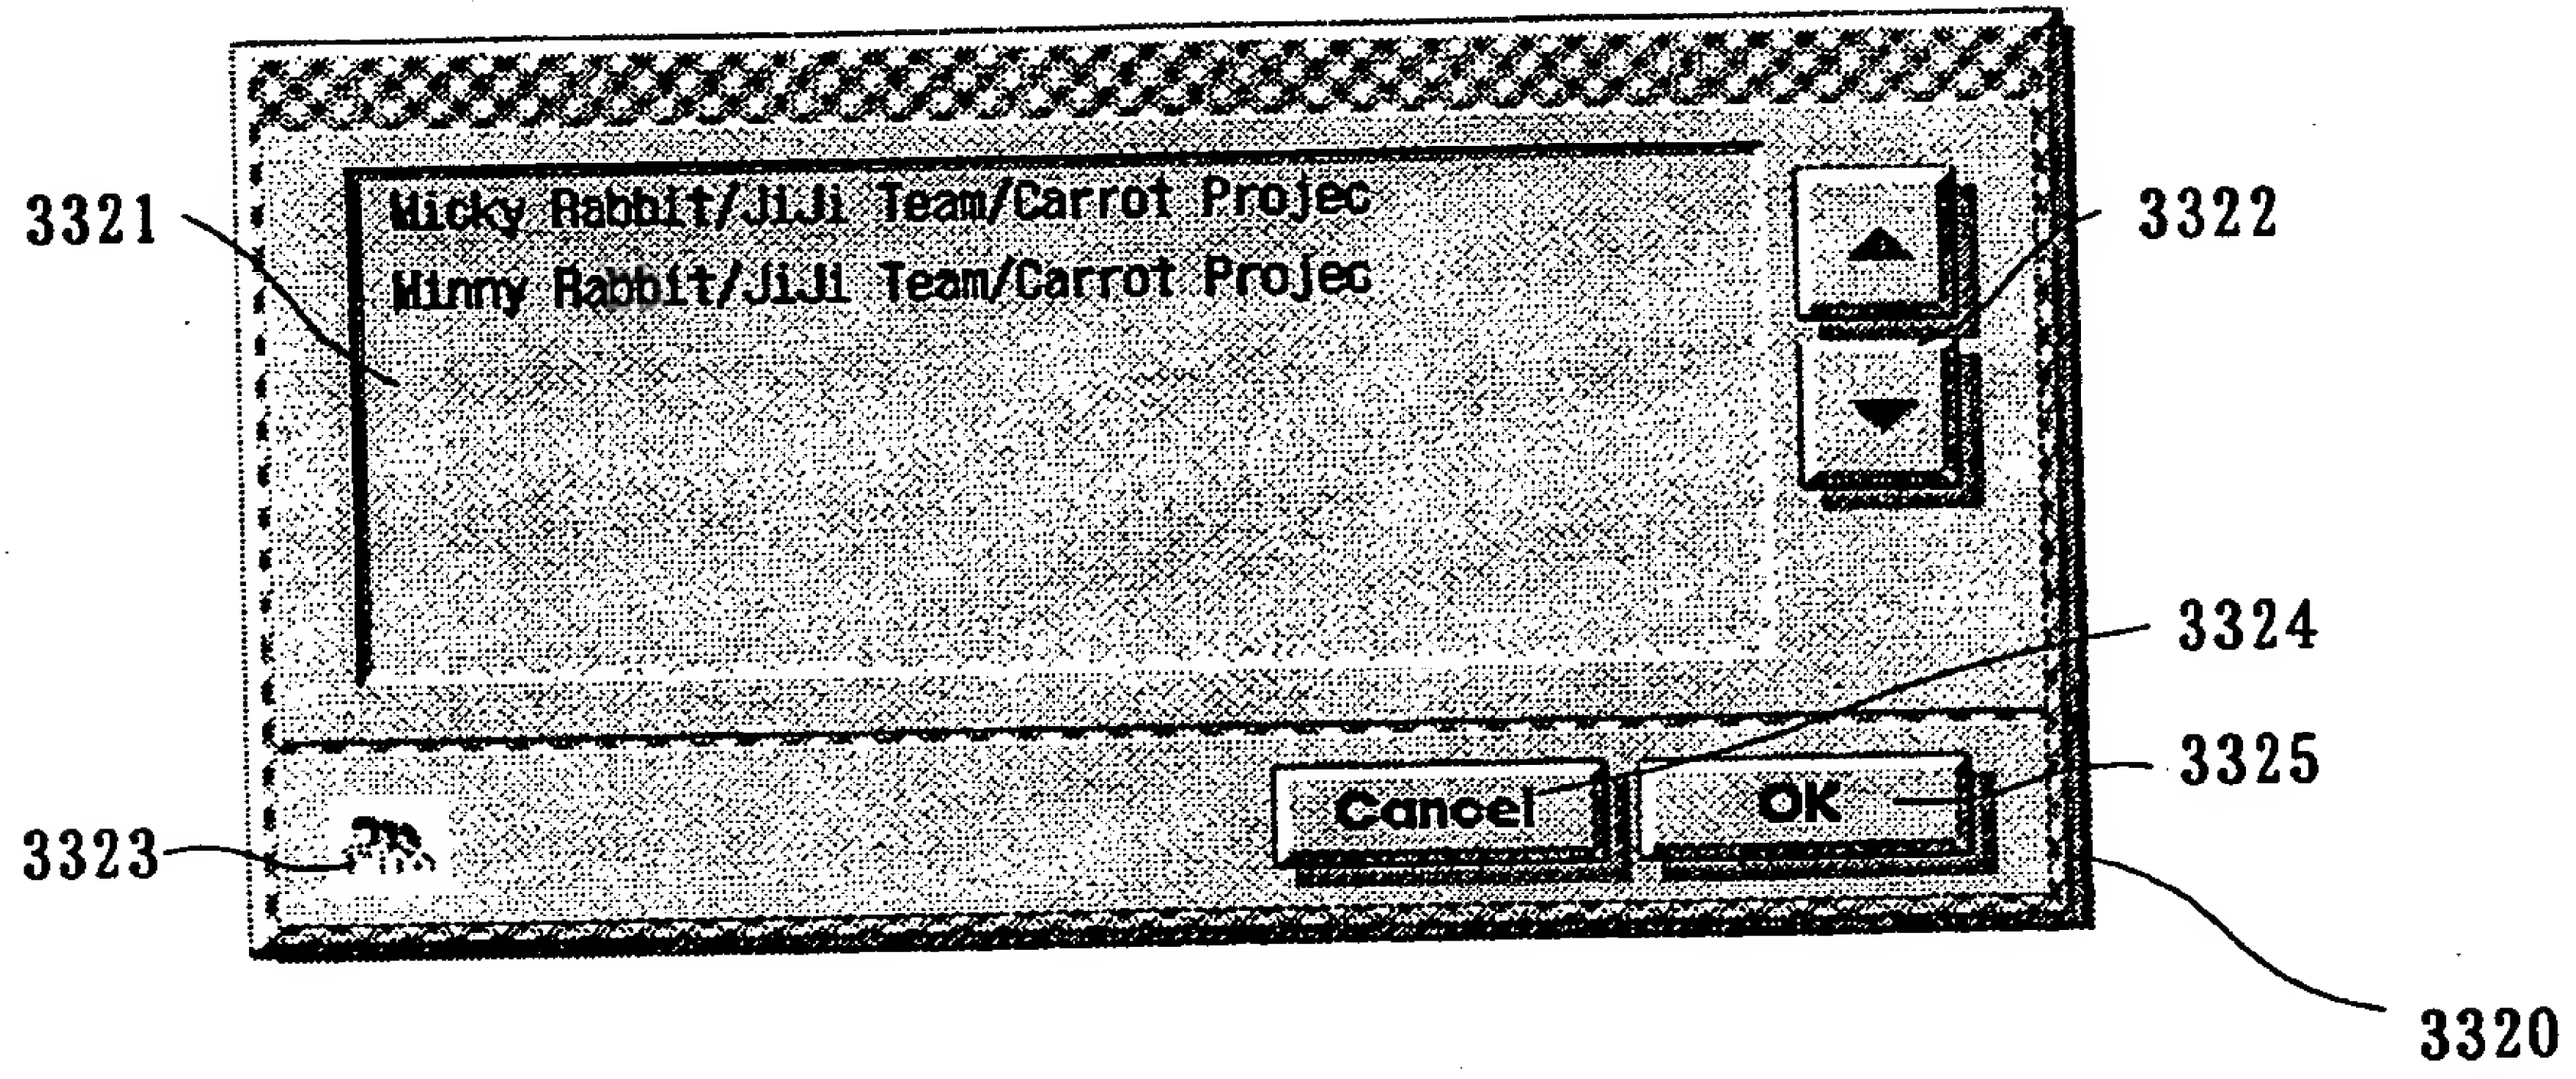 Micky Rabbit/JiJi Team/Carrot Projec
Minny Rabbit/JiJi Team/Carrot Projec
3321
3322
3324
3325
Cancel
OK
3323
3320